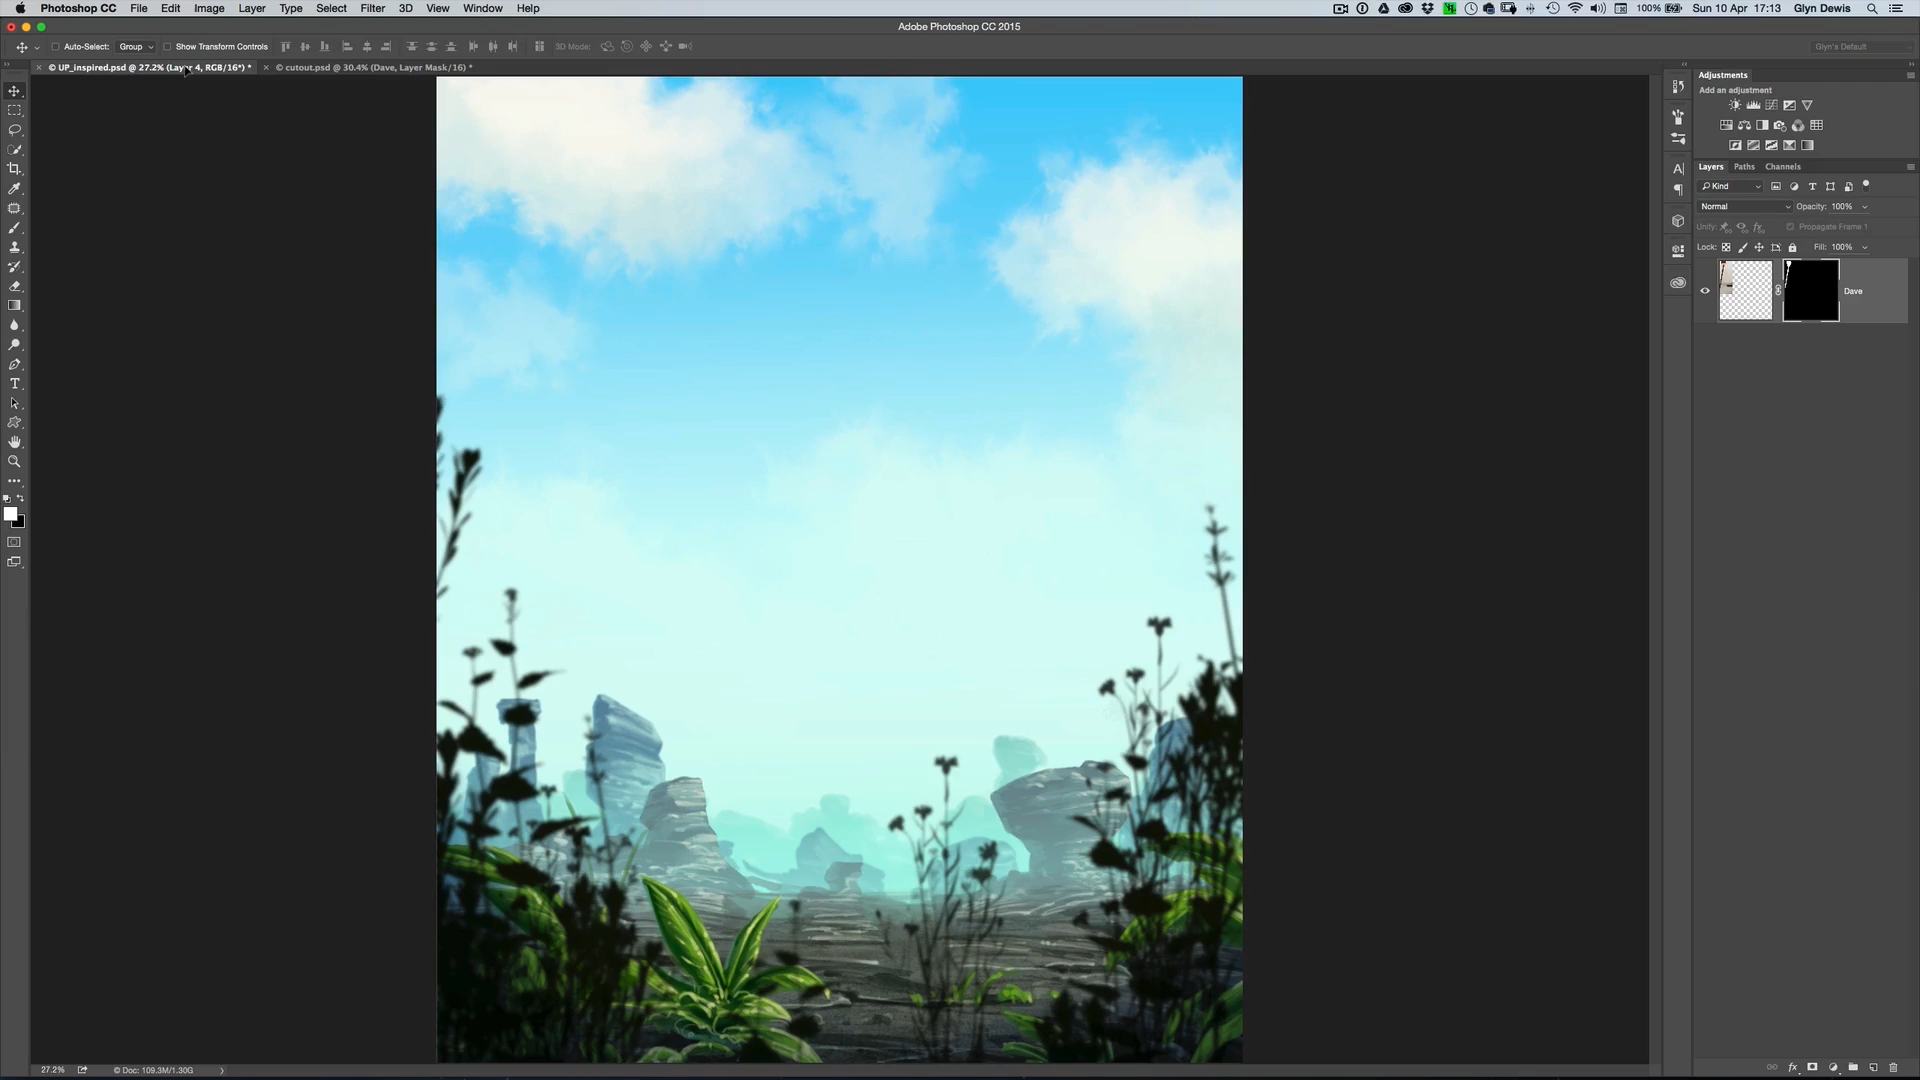 Photoshop CC File Edit Image Layer Type Select Filter 3D View Window Help 100% Sun 10 Apr 17:13 Glyn Dewis
Adobe Photoshop CC 2015
Auto-Select: Group Show Transform Controls 3D Mode: Glyn's Default
© UP_inspired.psd @ 27.2% (Layer 4, RGB/16*) * © cutout.psd @ 30.4% (Dave, Layer Mask/16) *
Adjustments
Add an adjustment
Layers Paths Channels
Kind
Normal Opacity: 100%
Unify: Propagate Frame 1
Lock: Fill: 100%
Dave
27.2% © Doc: 109.3M/1.30G